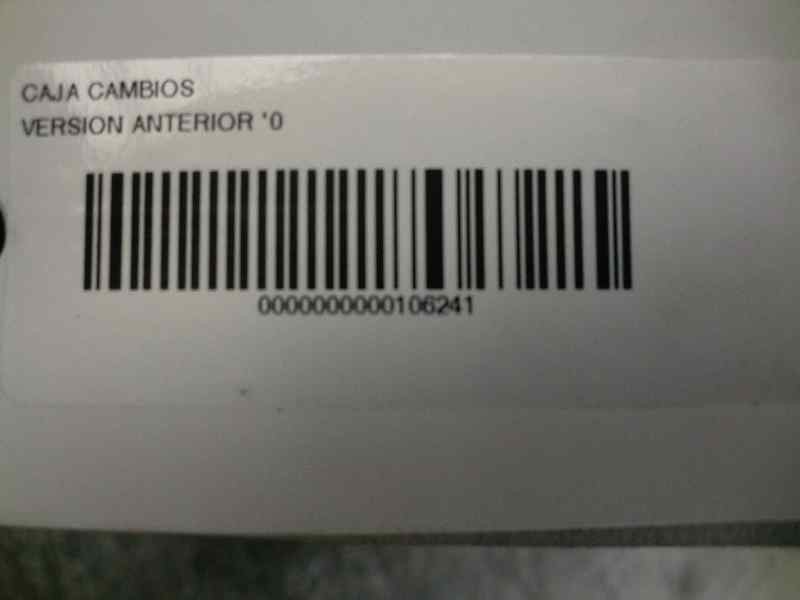 CAJA CAMBIOS
VERSION ANTERIOR '0
0000000000106241